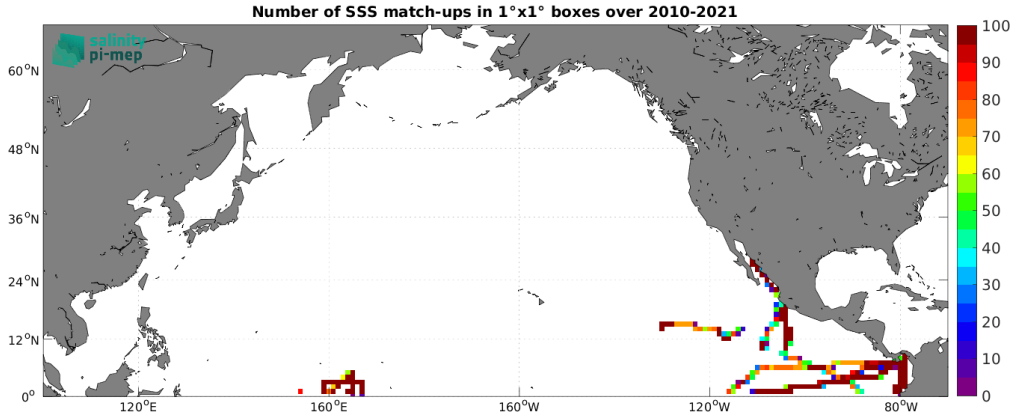 Number of SSS match-ups in 1°x1° boxes over 2010-2021
salinity
pi-mep
60°N
48°N
36°N
24°N
12°N
0°
120°E
160°E
160°W
120°W
80°W
100
90
80
70
60
50
40
30
20
10
0